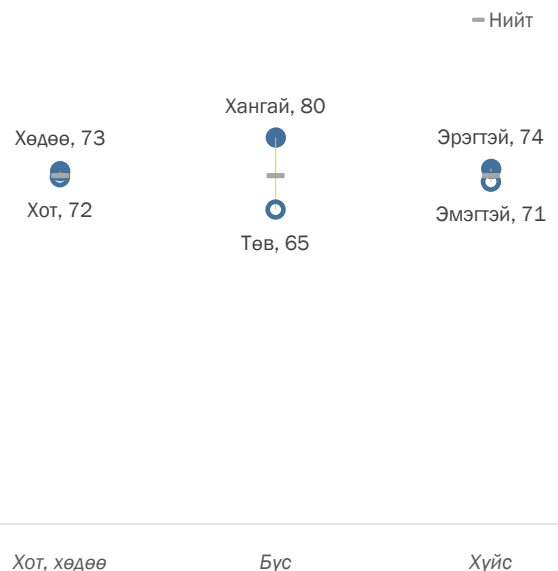 Нийт
Хангай, 80
Хөдөө, 73
Эрэгтэй, 74
Хот, 72
Эмэгтэй, 71
Төв, 65
Хот, хөдөө
Бүс
Хүйс